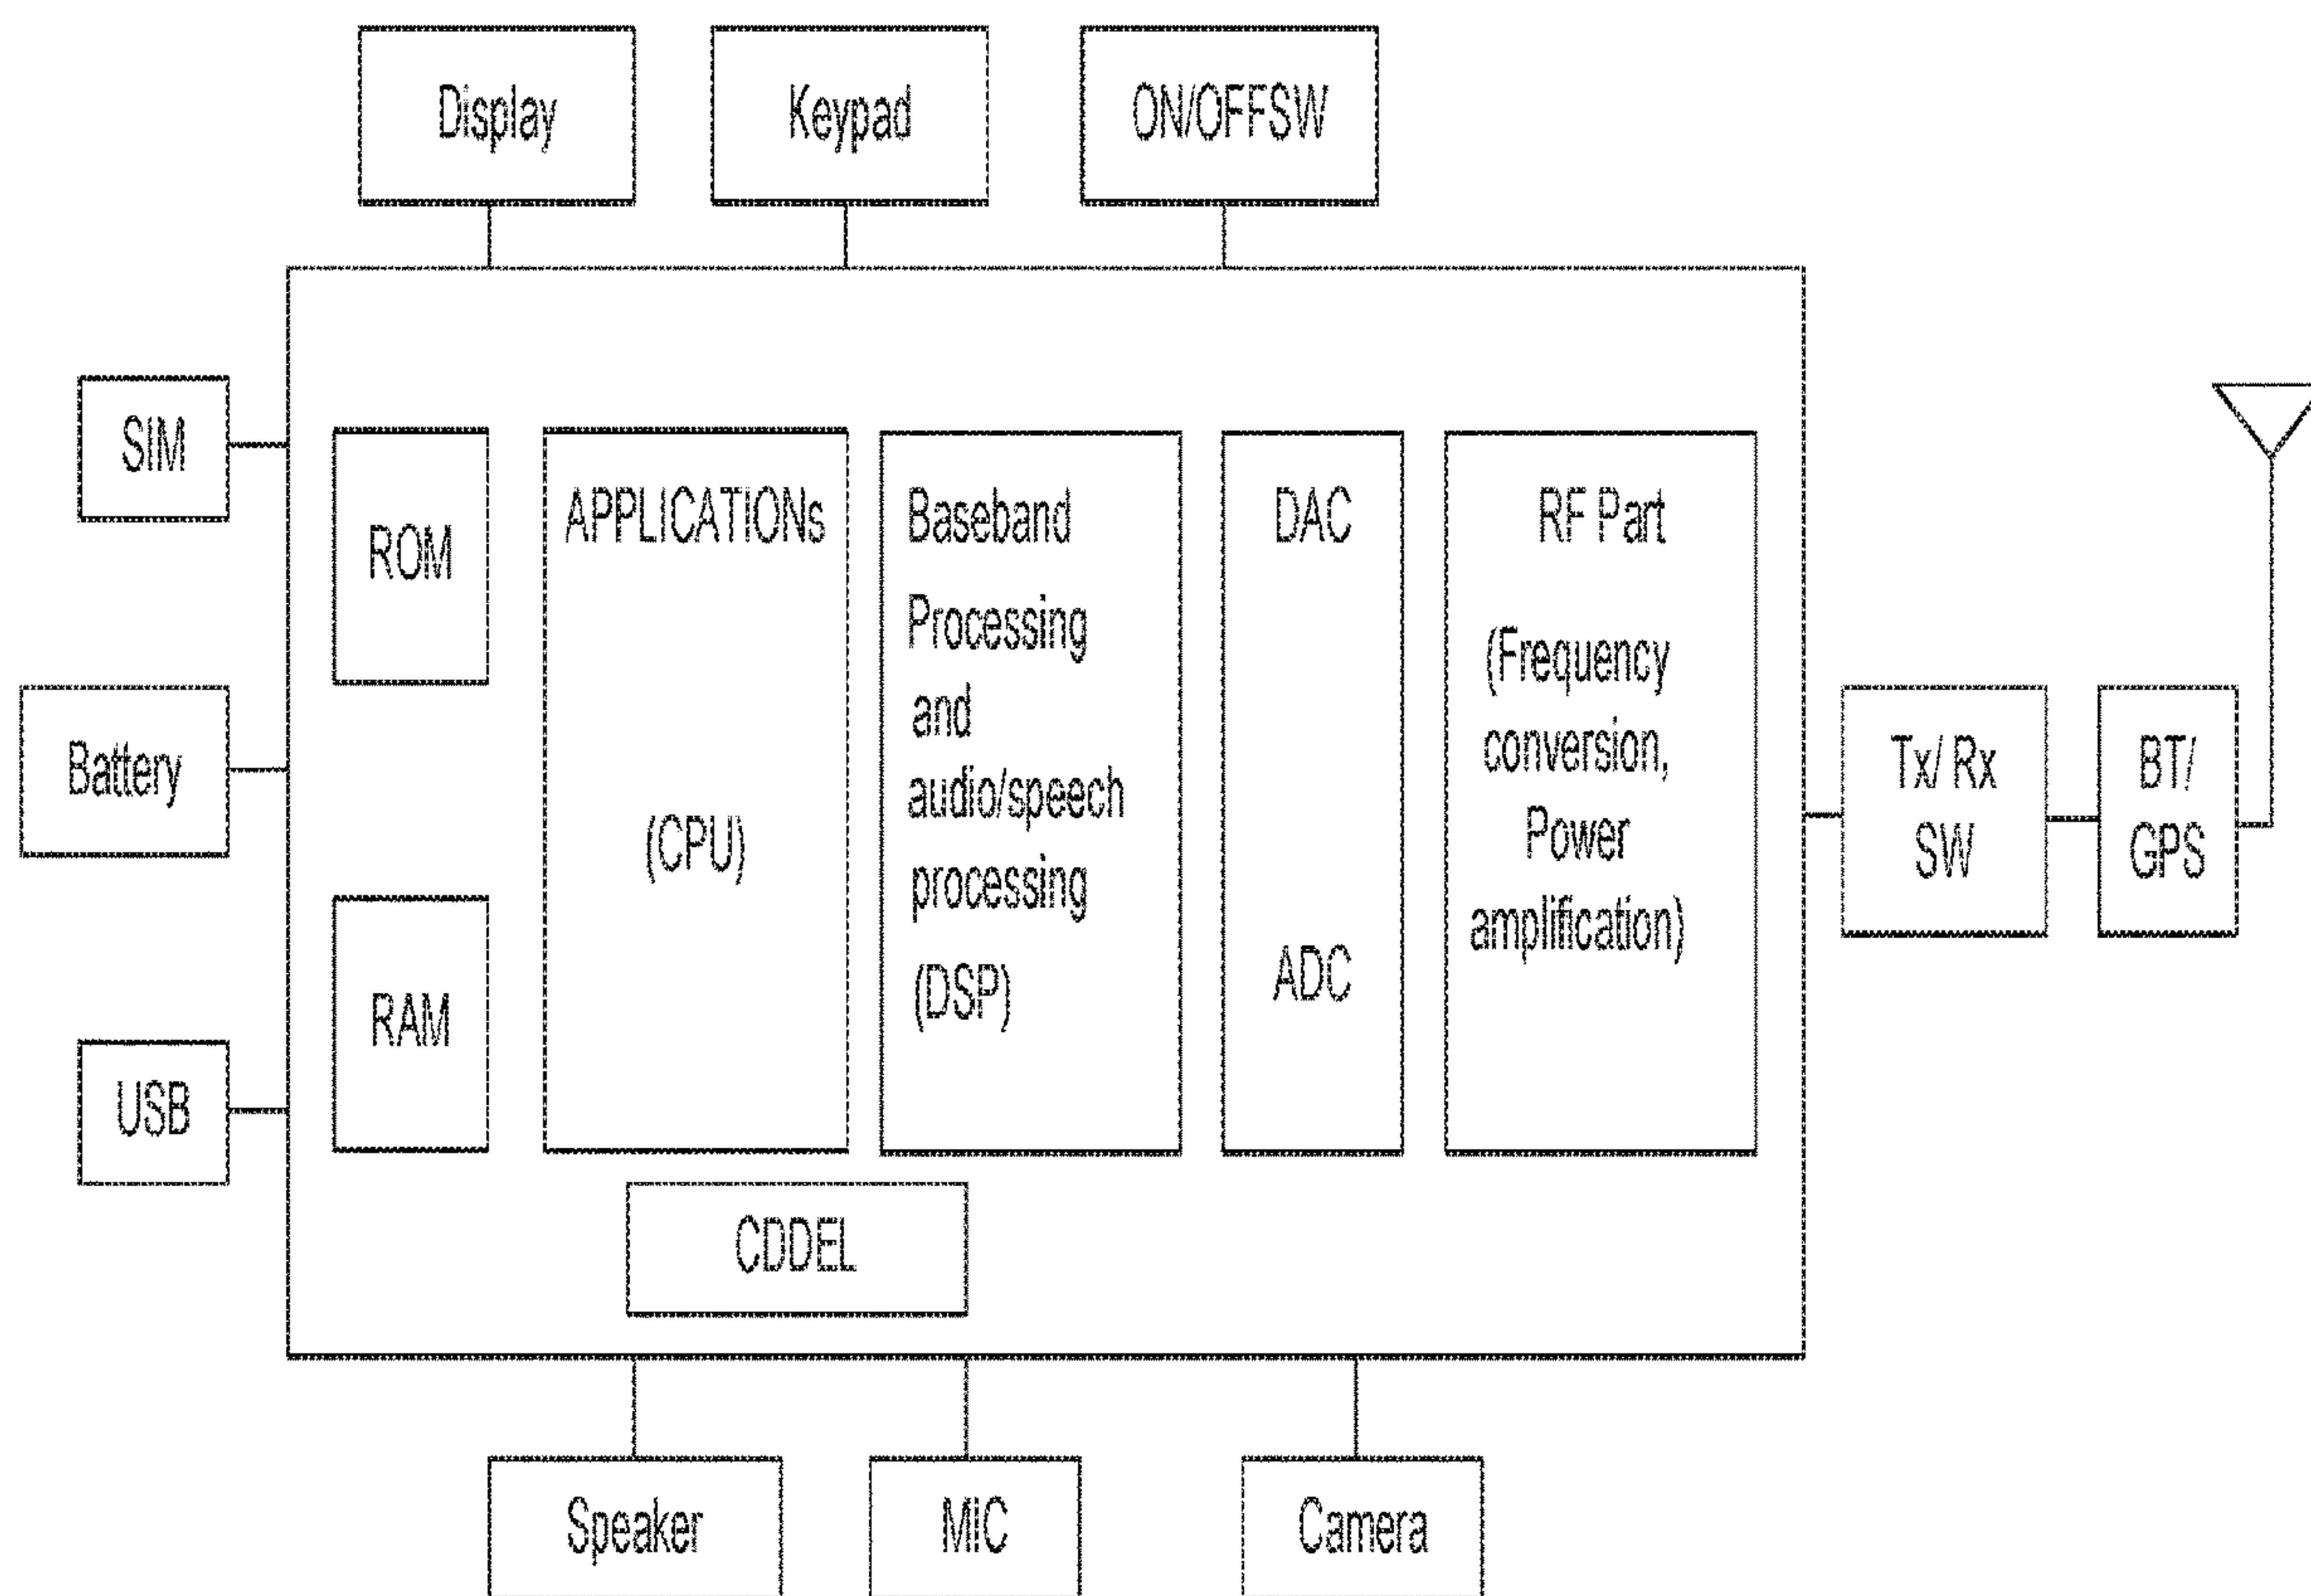 Display
Keypad
ON/OFFSW
SIM
Battery
USB
ROM
RAM
APPLICATIONs
(CPU)
Baseband
Processing
and
audio/speech
processing
(DSP)
DAC
ADC
RF Part
(Frequency
conversion,
Power
amplification)
CDDEL
Tx/ Rx
SW
BT/
GPS
Speaker
MIC
Camera